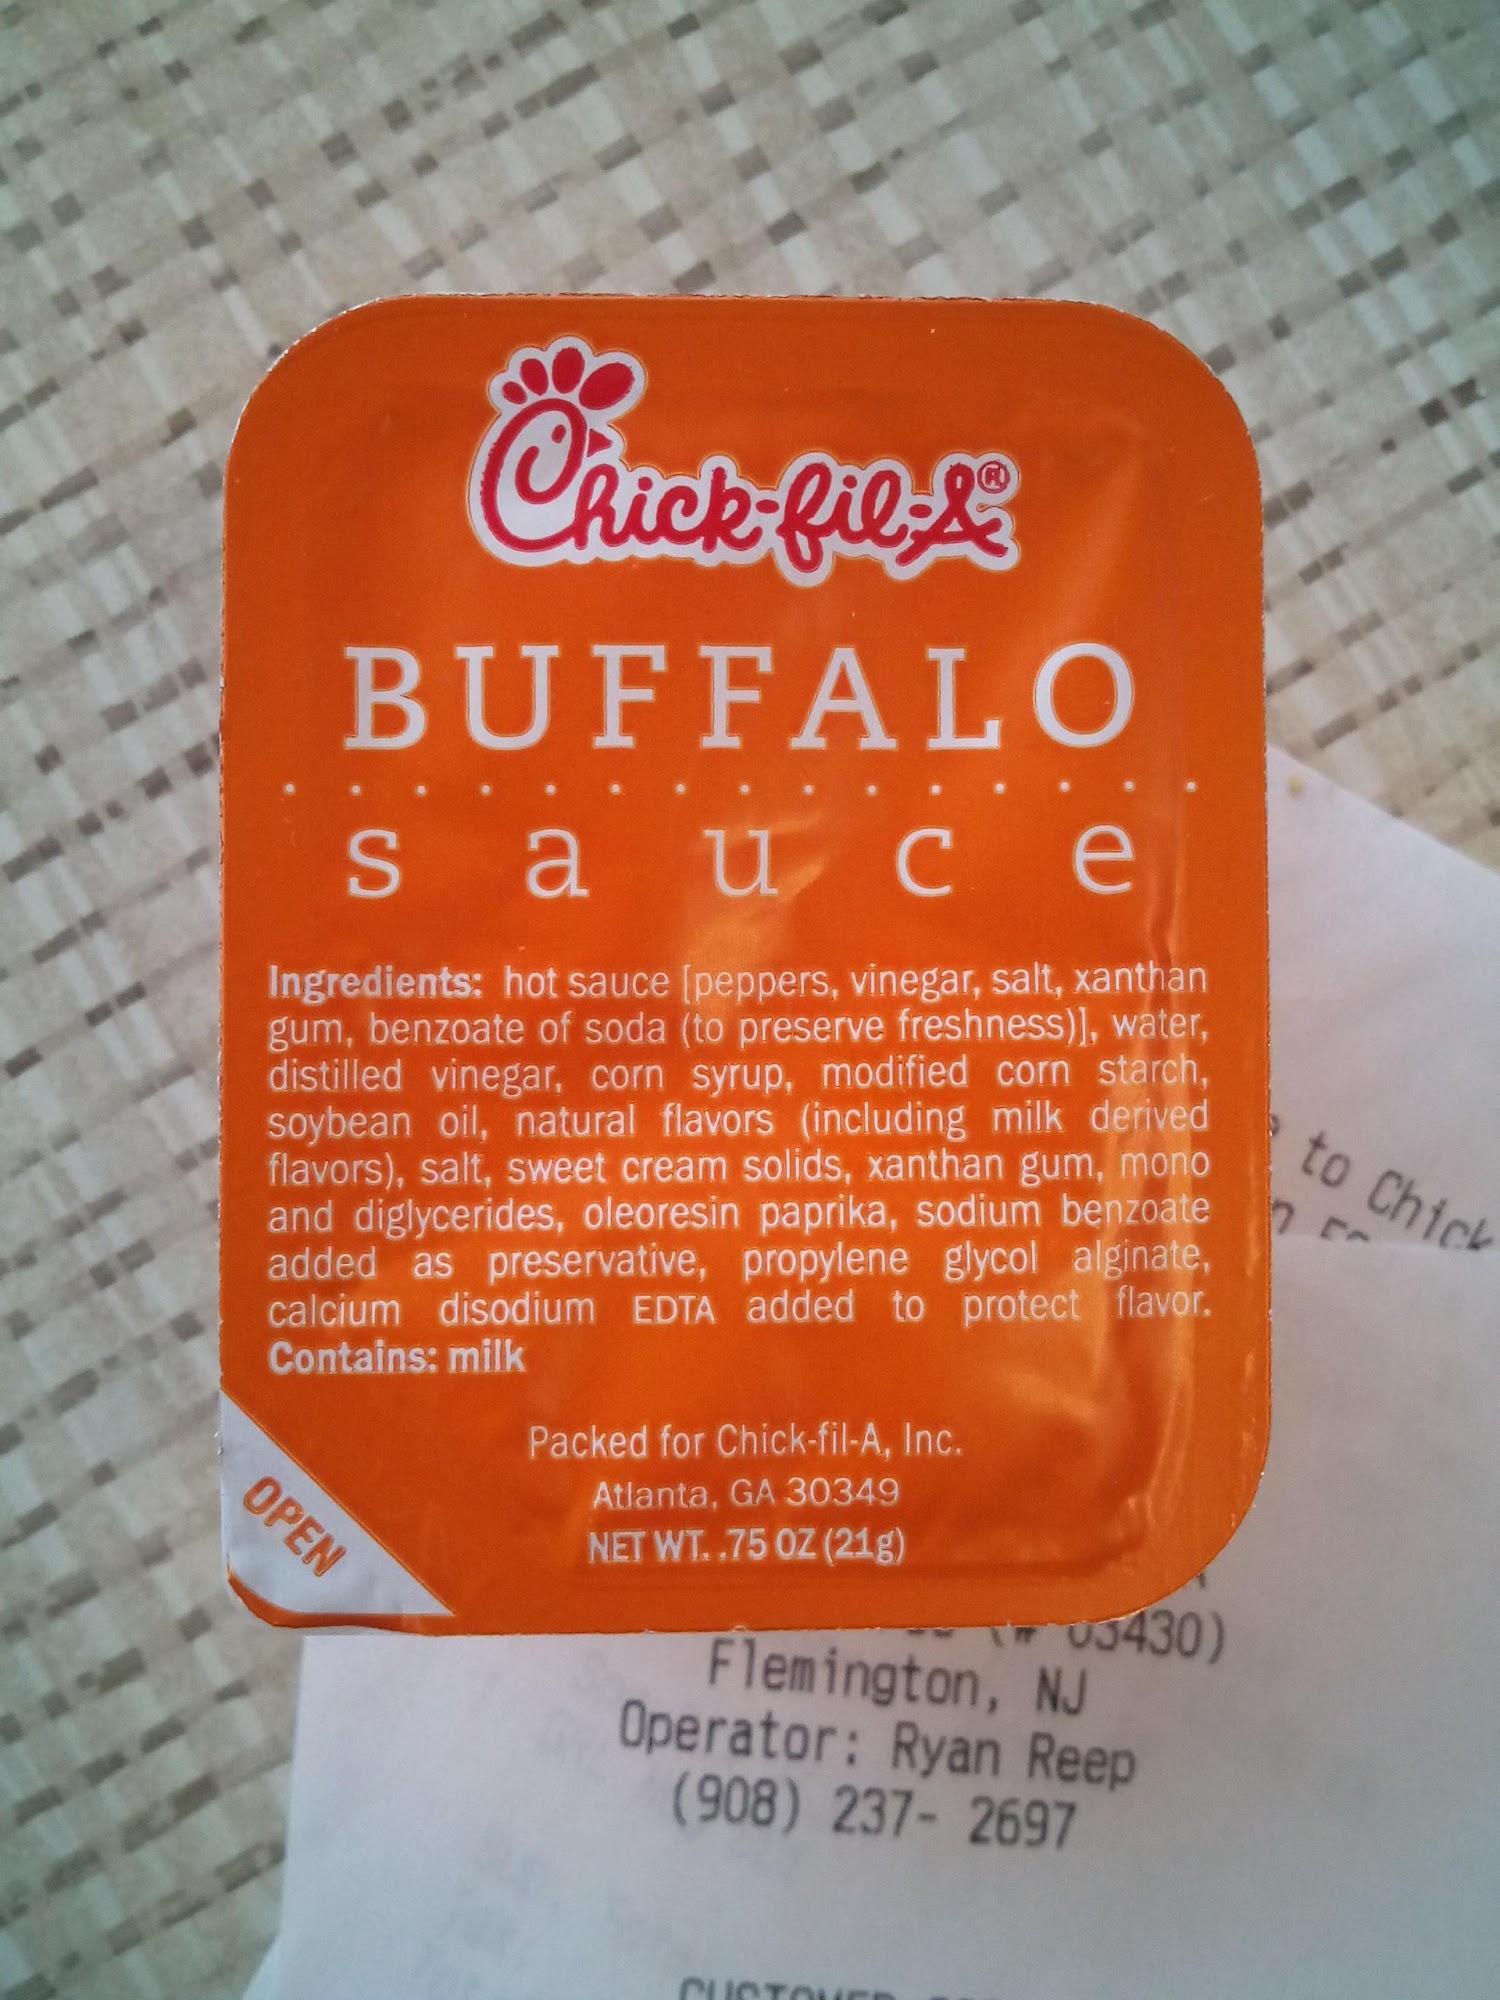 Chick-fil-A®
BUFFALO
sauce
Ingredients: hot sauce [peppers, vinegar, salt, xanthan
gum, benzoate of soda (to preserve freshness)], water,
distilled vinegar, corn syrup, modified corn starch,
soybean oil, natural flavors (including milk derived
flavors), salt, sweet cream solids, xanthan gum, mono
and diglycerides, oleoresin paprika, sodium benzoate
added as preservative, propylene glycol alginate,
calcium disodium EDTA added to protect flavor.
Contains: milk
Packed for Chick-fil-A, Inc.
Atlanta, GA 30349
NET WT. .75 OZ (21g)
OPEN
to Chick
(# 03430)
Flemington, NJ
Operator: Ryan Reep
(908) 237- 2697